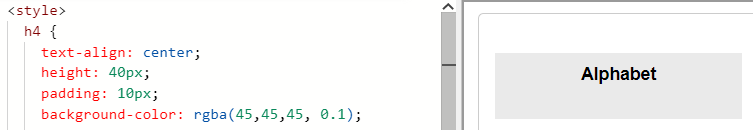 <style>
h4 {
text-align: center;
height: 40px;
padding: 10px;
background-color: rgba(45,45,45, 0.1);
Alphabet